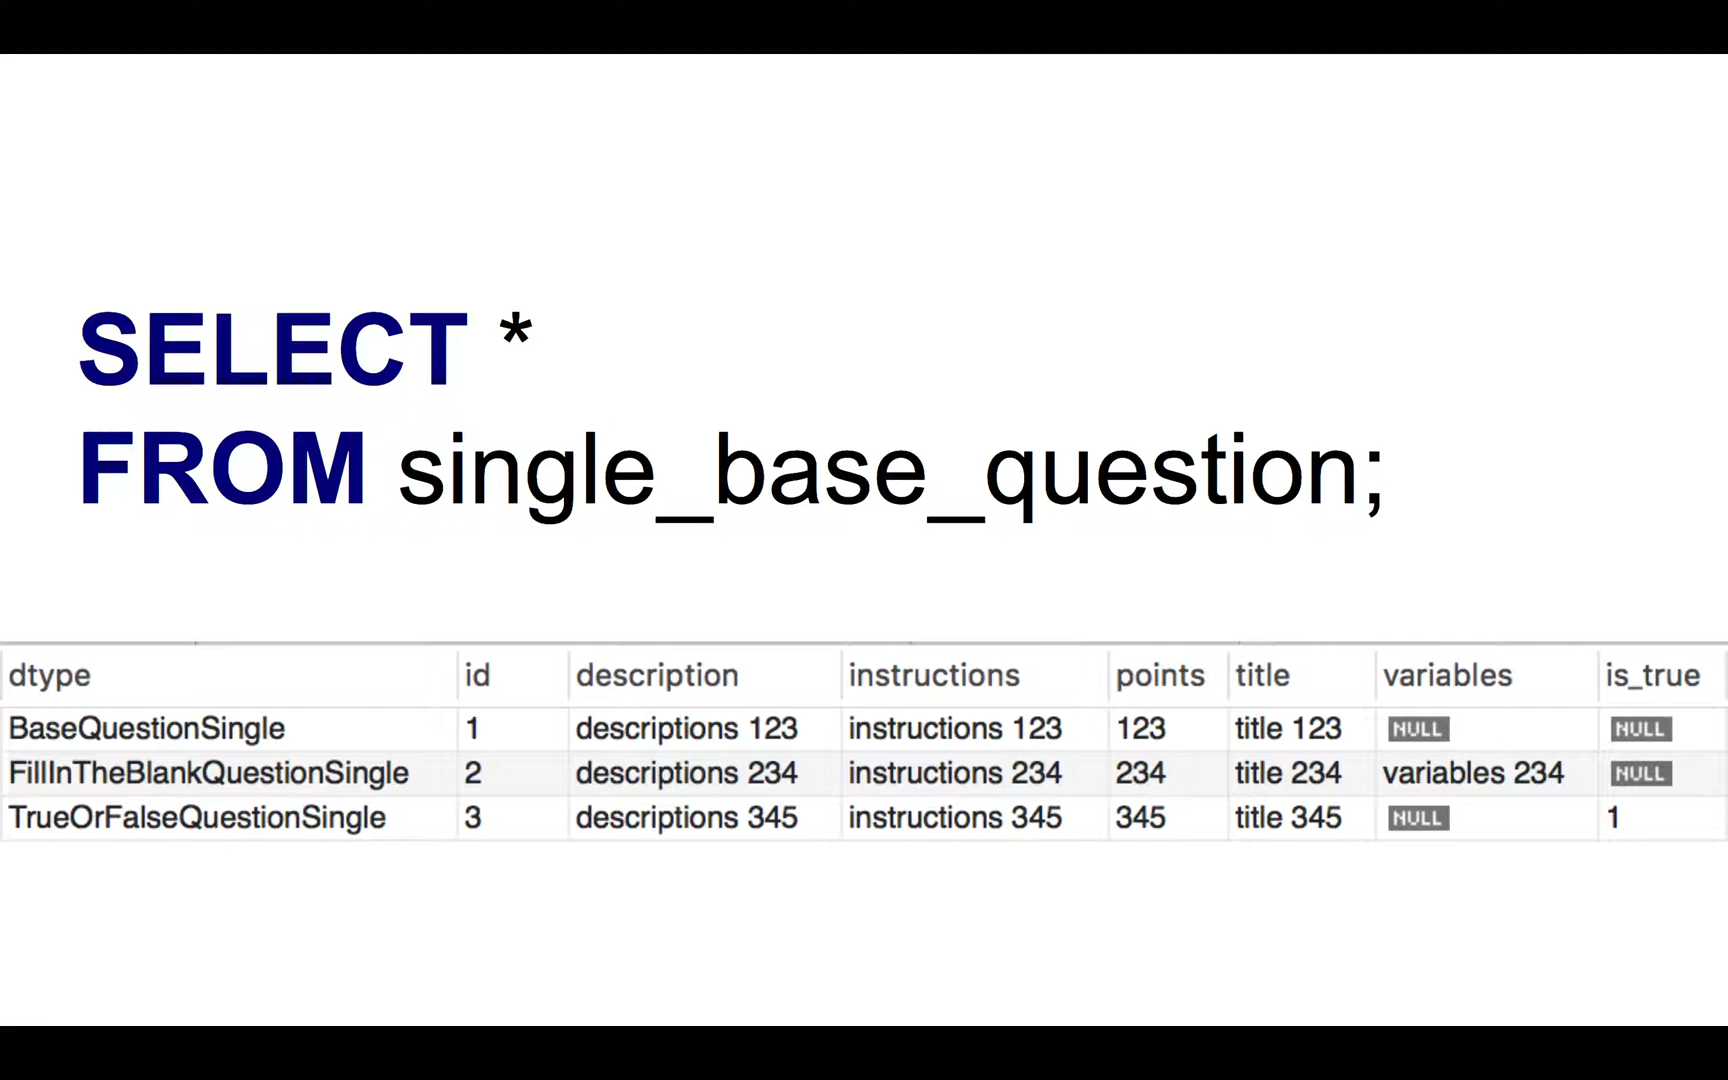 SELECT *
FROM single_base_question;
dtype id description instructions points title variables is_true
BaseQuestionSingle 1 descriptions 123 instructions 123 123 title 123 NULL NULL
FillInTheBlankQuestionSingle 2 descriptions 234 instructions 234 234 title 234 variables 234 NULL
TrueOrFalseQuestionSingle 3 descriptions 345 instructions 345 345 title 345 NULL 1